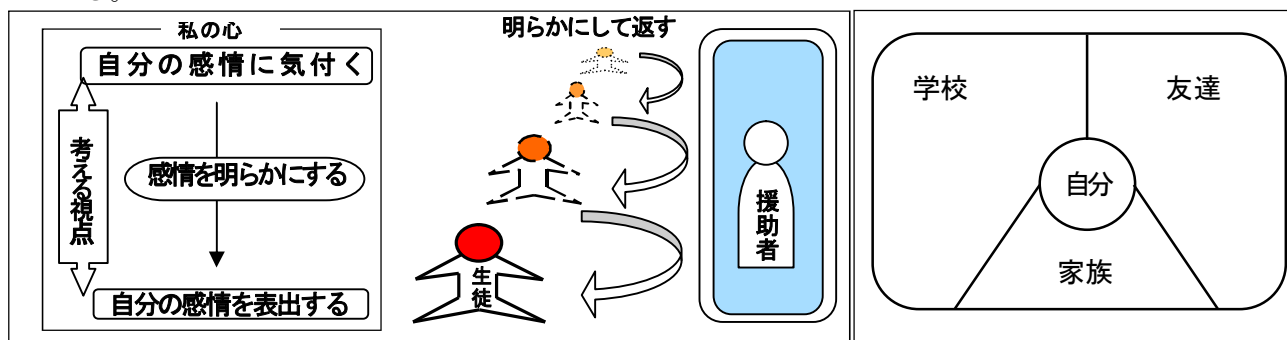 る。
私の心
自分の感情に気付く
考える視点
感情を明らかにする
自分の感情を表出する
明らかにして返す
生徒
援助者
学校
友達
自分
家族